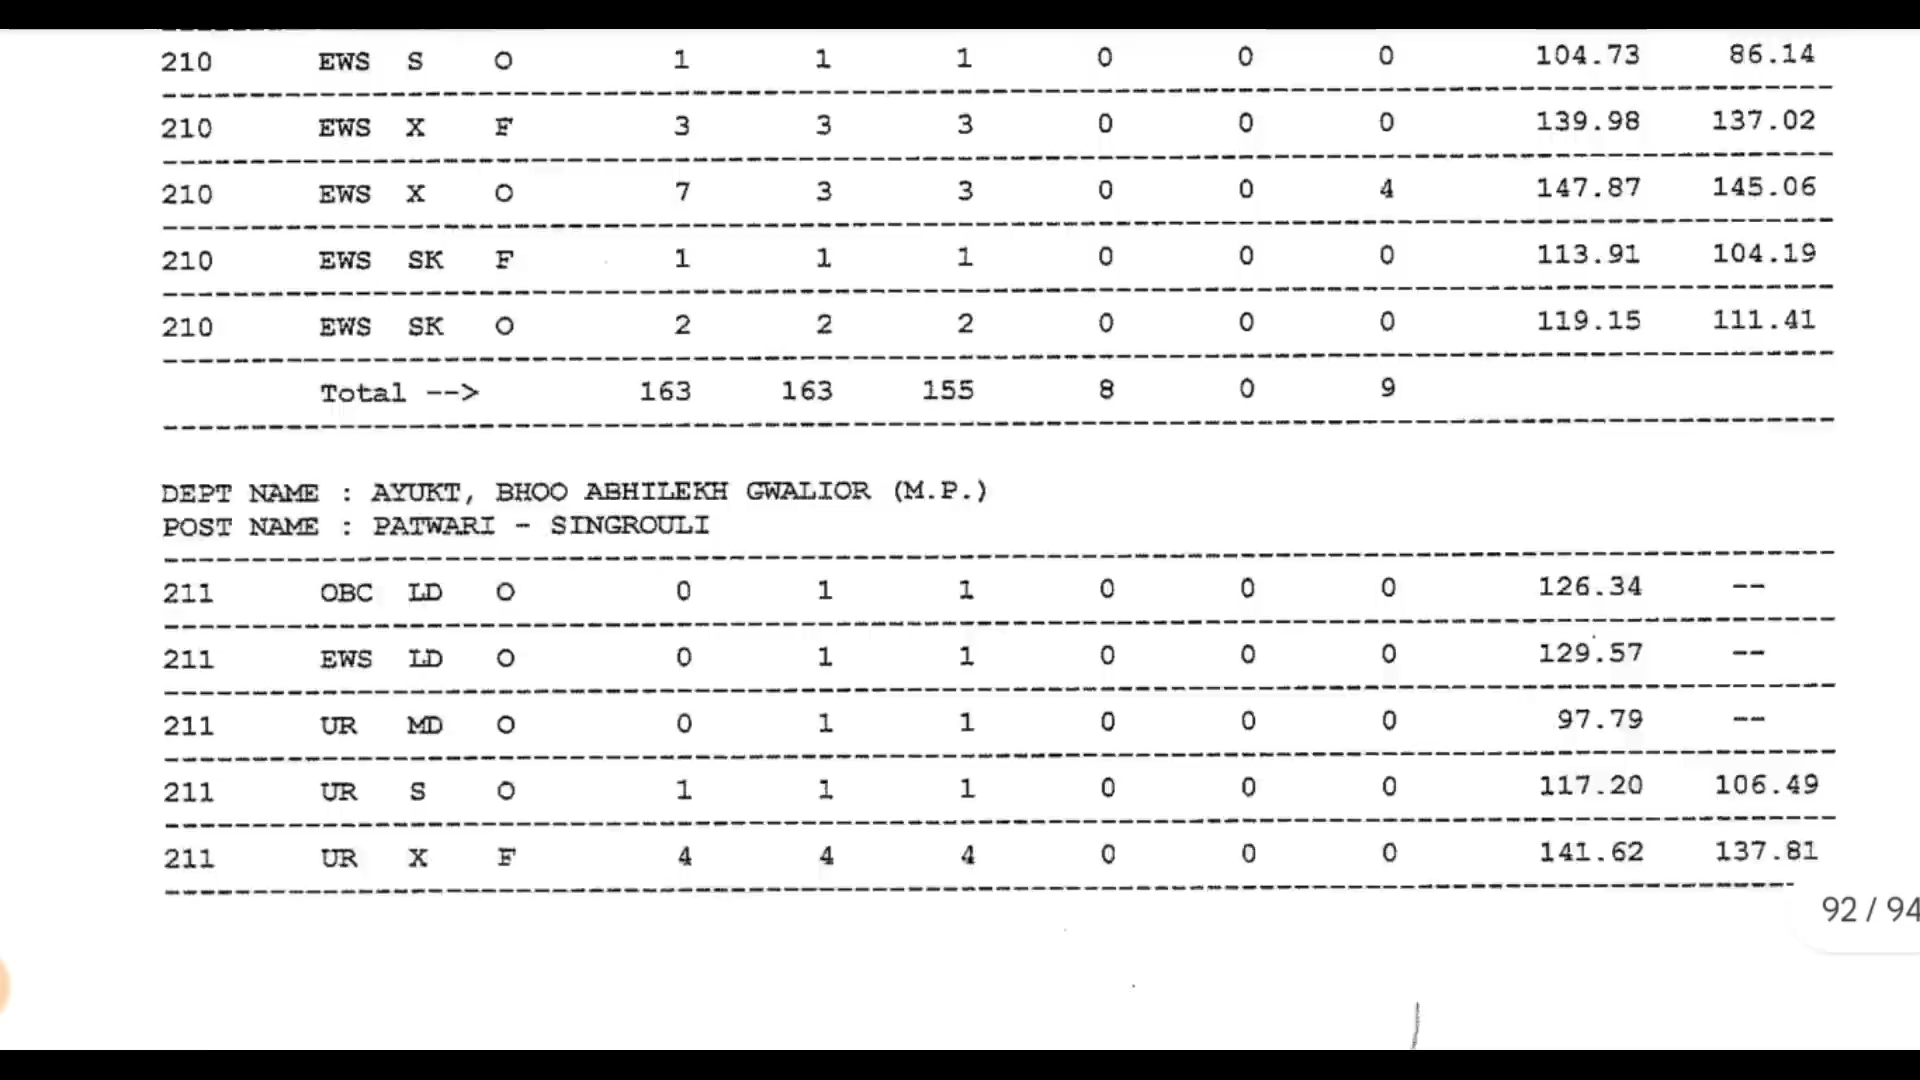 210 EWS S O 1 1 1 0 0 0 104.73 86.14
210 EWS X F 3 3 3 0 0 0 139.98 137.02
210 EWS X O 7 3 3 0 0 4 147.87 145.06
210 EWS SK F 1 1 1 0 0 0 113.91 104.19
210 EWS SK O 2 2 2 0 0 0 119.15 111.41
Total --> 163 163 155 8 0 9
DEPT NAME : AYUKT, BHOO ABHILEKH GWALIOR (M.P.)
POST NAME : PATWARI - SINGROULI
211 OBC LD O 0 1 1 0 0 0 126.34 --
211 EWS LD O 0 1 1 0 0 0 129.57 --
211 UR MD O 0 1 1 0 0 0 97.79 --
211 UR S O 1 1 1 0 0 0 117.20 106.49
211 UR X F 4 4 4 0 0 0 141.62 137.81
92 / 94